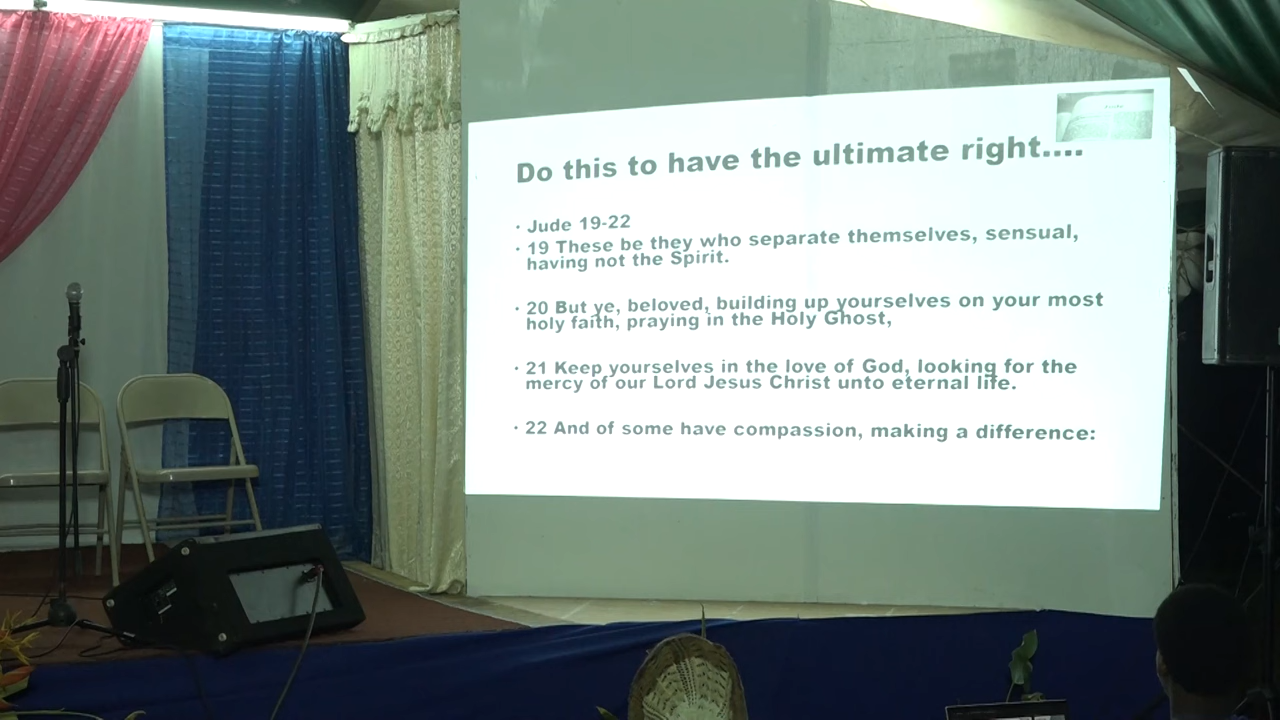 Do this to have the ultimate right....
· Jude 19-22
· 19 These be they who separate themselves, sensual,
having not the Spirit.
· 20 But ye, beloved, building up yourselves on your most
holy faith, praying in the Holy Ghost,
· 21 Keep yourselves in the love of God, looking for the
mercy of our Lord Jesus Christ unto eternal life.
· 22 And of some have compassion, making a difference: